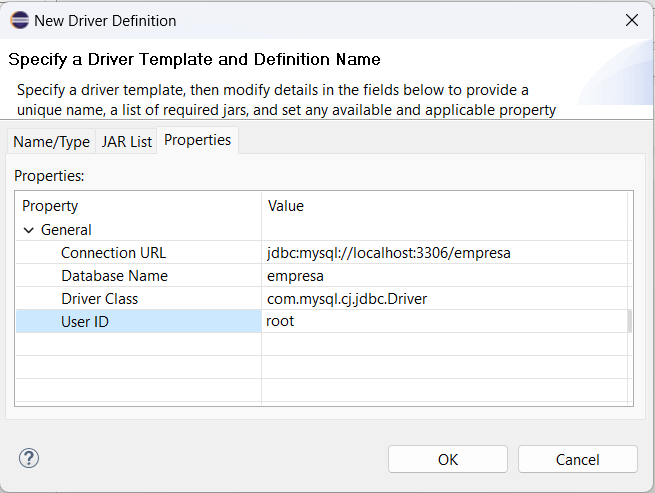 New Driver Definition
Specify a Driver Template and Definition Name
Specify a driver template, then modify details in the fields below to provide a
unique name, a list of required jars, and set any available and applicable property
Name/Type JAR List Properties
Properties:
Property Value
General
Connection URL jdbc:mysql://localhost:3306/empresa
Database Name empresa
Driver Class com.mysql.cj.jdbc.Driver
User ID root
? OK Cancel